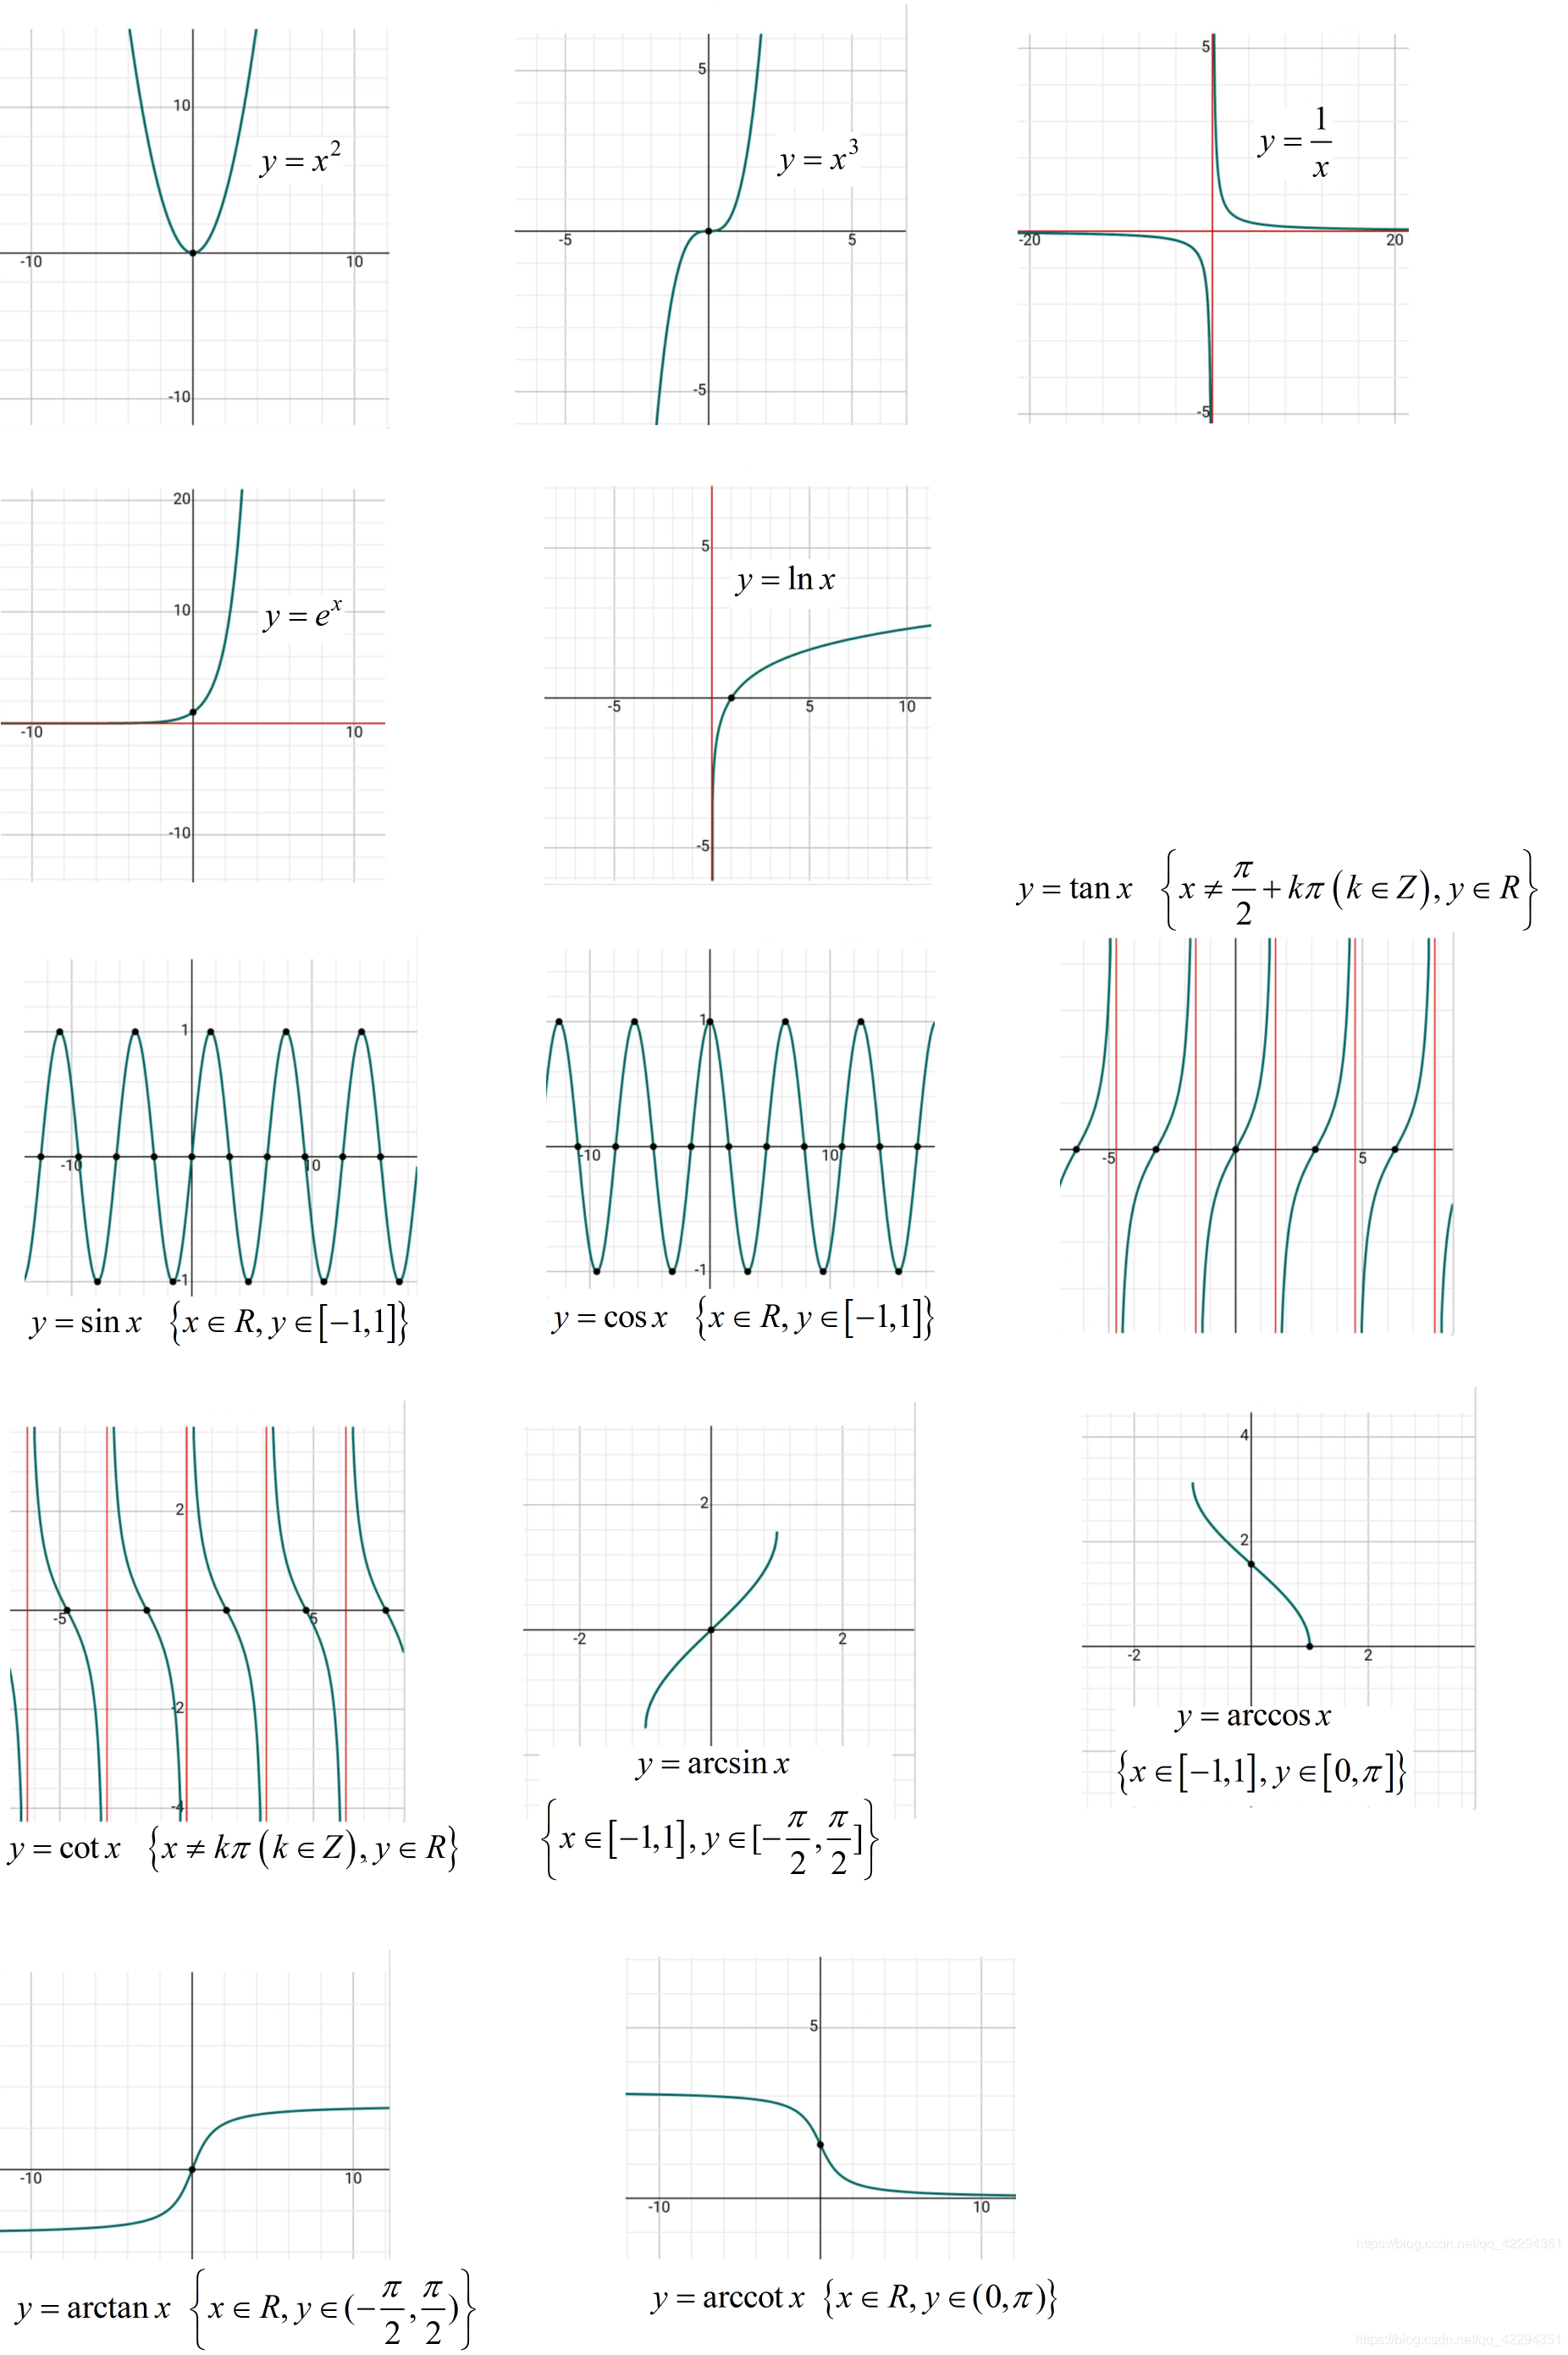 10
y = x²
-10
10
-10
5
y = x³
-5
5
-5
5
y = 1/x
-20
20
-5
20
10
y = eˣ
-10
10
-10
5
y = ln x
-5
5
10
-5
y = tan x {x ≠ π/2 + kπ (k ∈ Z), y ∈ R}
1
-10
10
-1
y = sin x {x ∈ R, y ∈ [−1,1]}
1
-10
10
-1
y = cos x {x ∈ R, y ∈ [−1,1]}
-5
5
2
-5
5
-2
-4
y = cot x {x ≠ kπ (k ∈ Z), y ∈ R}
2
-2
2
y = arcsin x
{x ∈ [−1,1], y ∈ [−π/2, π/2]}
4
2
-2
2
y = arccos x
{x ∈ [−1,1], y ∈ [0,π]}
-10
10
y = arctan x {x ∈ R, y ∈ (−π/2, π/2)}
5
-10
10
y = arccot x {x ∈ R, y ∈ (0,π)}
https://blog.csdn.net/qq_42294351
https://blog.csdn.net/qq_42294351